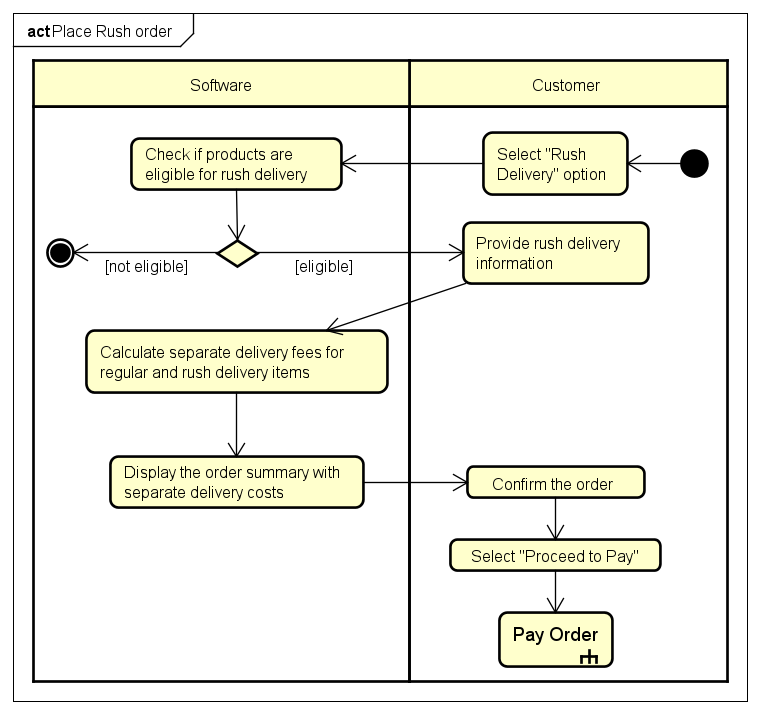 act Place Rush order
Software
Customer
Check if products are
eligible for rush delivery
Select "Rush
Delivery" option
[not eligible]
[eligible]
Provide rush delivery
information
Calculate separate delivery fees for
regular and rush delivery items
Display the order summary with
separate delivery costs
Confirm the order
Select "Proceed to Pay"
Pay Order